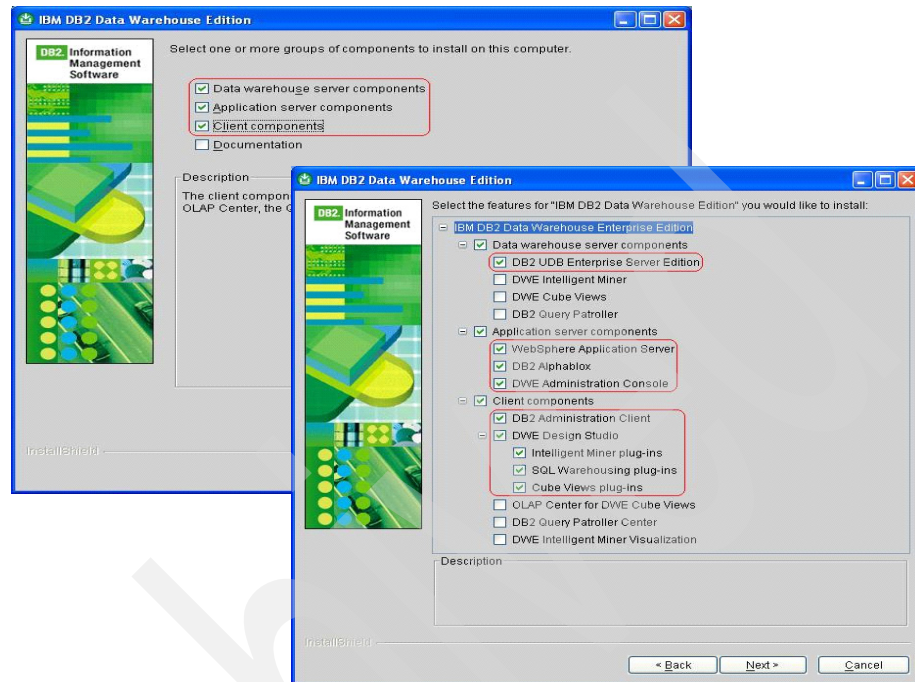 IBM DB2 Data Warehouse Edition
DB2. Information
Management
Software
Select one or more groups of components to install on this computer.
Data warehouse server components
Application server components
Client components
Documentation
Description
The client compon
OLAP Center, the
InstallShield
IBM DB2 Data Warehouse Edition
DB2. Information
Management
Software
Select the features for "IBM DB2 Data Warehouse Edition" you would like to install:
IBM DB2 Data Warehouse Enterprise Edition
Data warehouse server components
DB2 UDB Enterprise Server Edition
DWE Intelligent Miner
DWE Cube Views
DB2 Query Patroller
Application server components
WebSphere Application Server
DB2 Alphablox
DWE Administration Console
Client components
DB2 Administration Client
DWE Design Studio
Intelligent Miner plug-ins
SQL Warehousing plug-ins
Cube Views plug-ins
OLAP Center for DWE Cube Views
DB2 Query Patroller Center
DWE Intelligent Miner Visualization
Description
InstallShield
< Back
Next >
Cancel